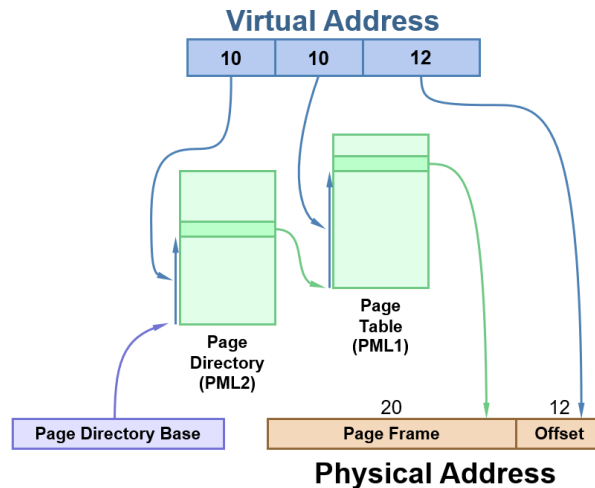 Virtual Address
10 10 12
Page
Table
(PML1)
Page
Directory
(PML2)
20 12
Page Directory Base Page Frame Offset
Physical Address